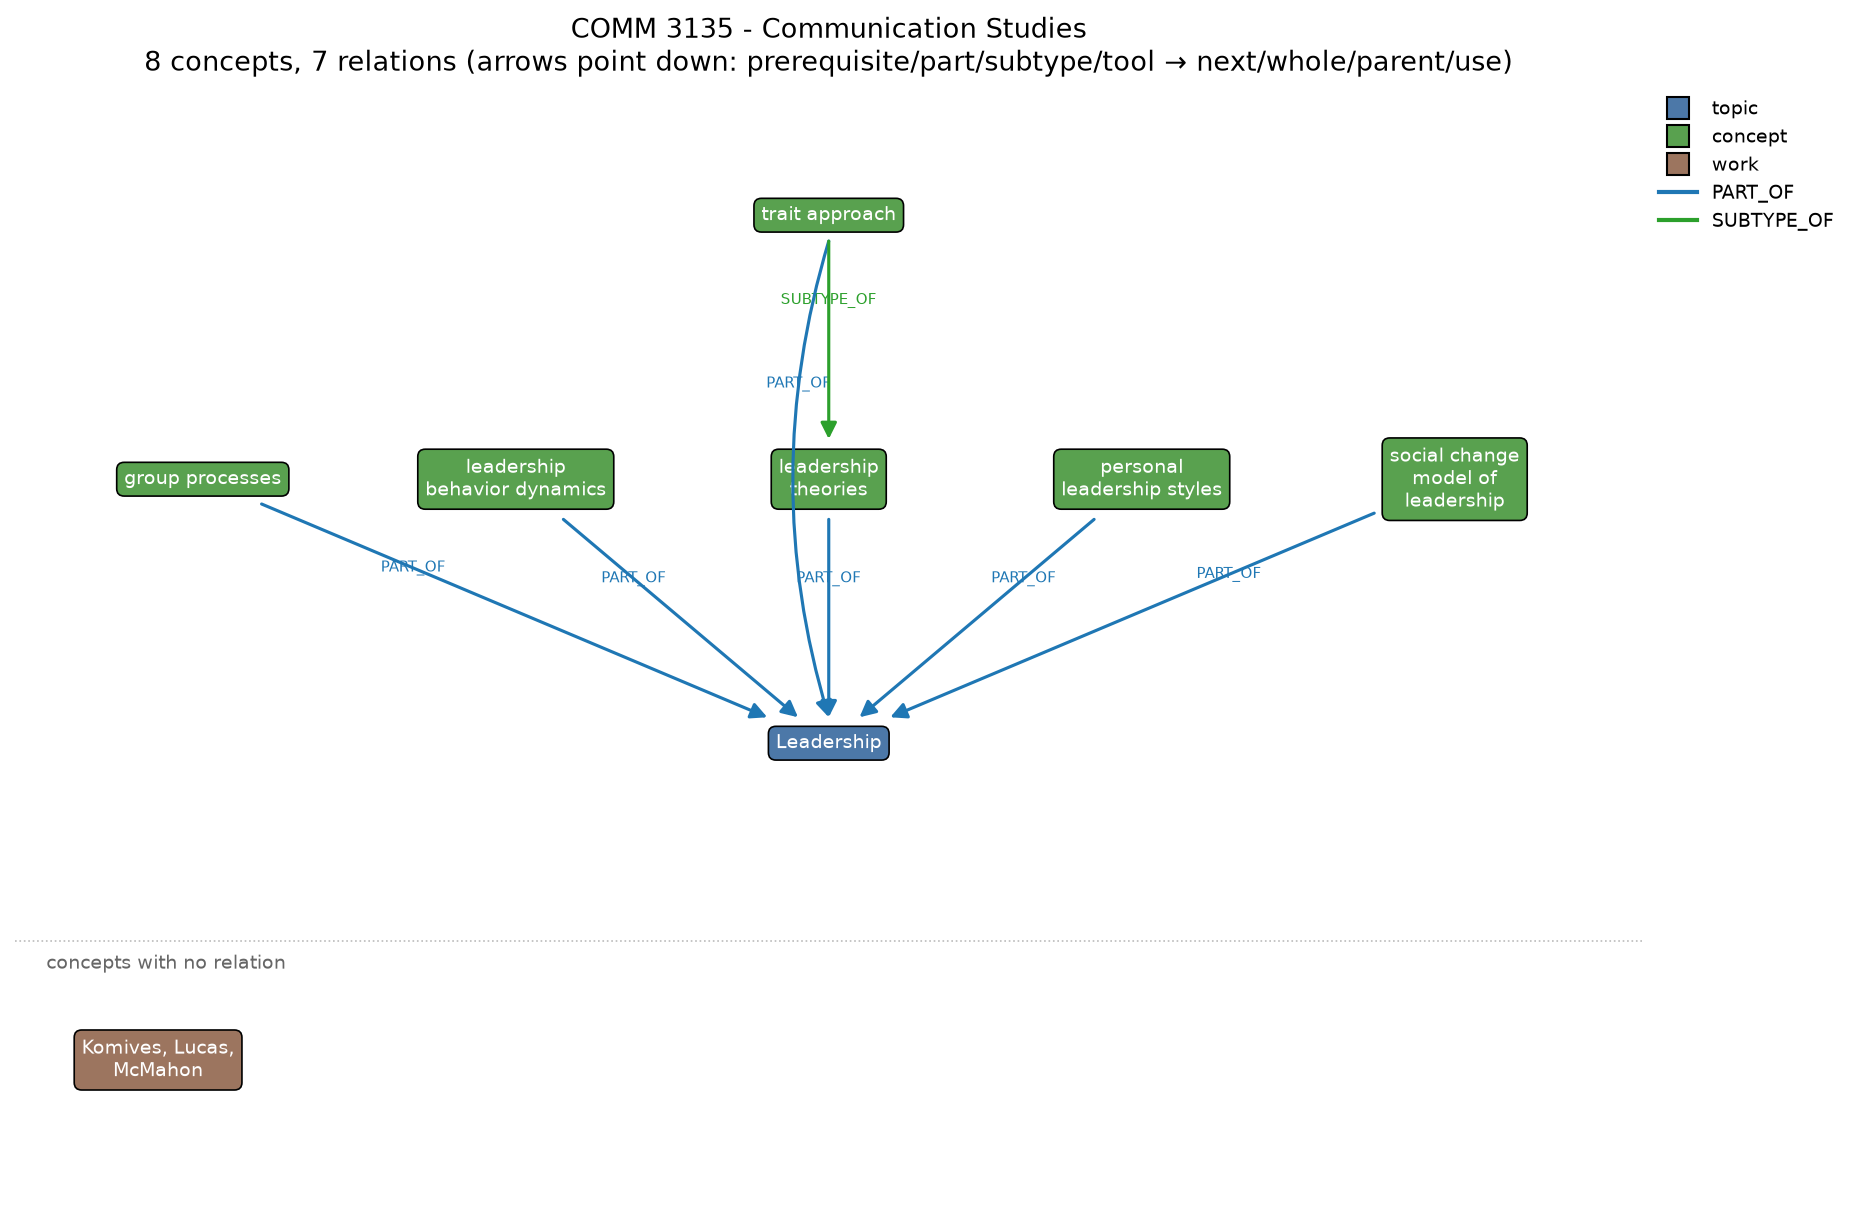 COMM 3135 - Communication Studies
8 concepts, 7 relations (arrows point down: prerequisite/part/subtype/tool → next/whole/parent/use)
topic
concept
work
PART_OF
SUBTYPE_OF
trait approach
SUBTYPE_OF
PART_OF
group processes
leadership
behavior dynamics
leadership
theories
personal
leadership styles
social change
model of
leadership
PART_OF
PART_OF
PART_OF
PART_OF
PART_OF
Leadership
concepts with no relation
Komives, Lucas,
McMahon